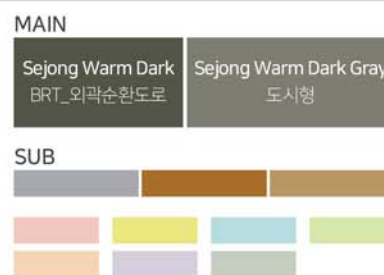 MAIN
Sejong Warm Dark
BRT_외곽순환도로
Sejong Warm Dark Gray
도시형
SUB